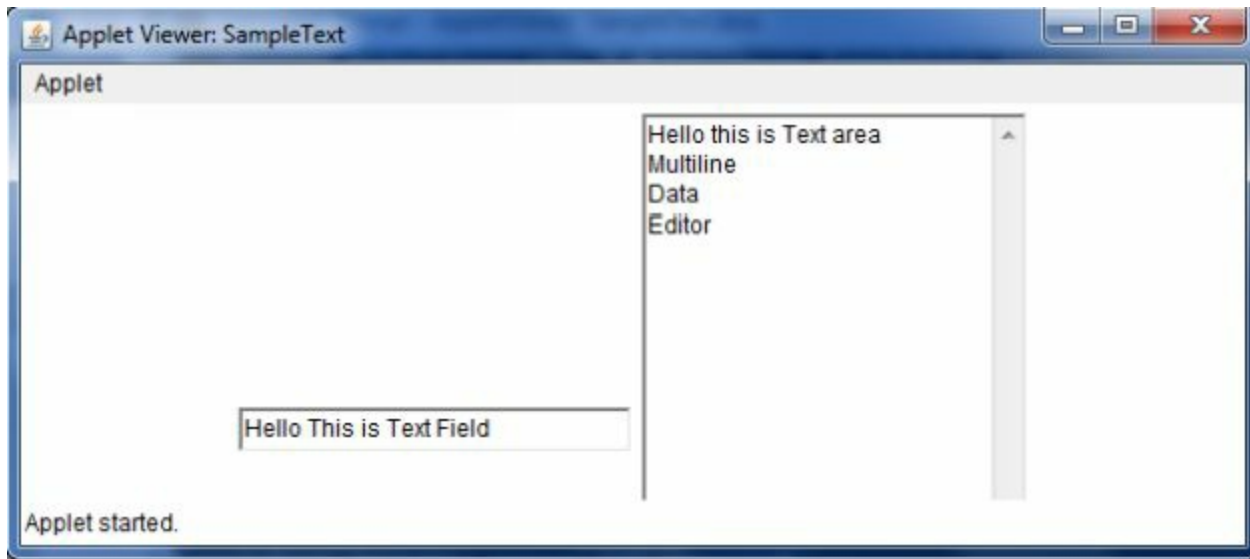 Applet Viewer: SampleText
Applet
Hello this is Text area
Multiline
Data
Editor
Hello This is Text Field
Applet started.